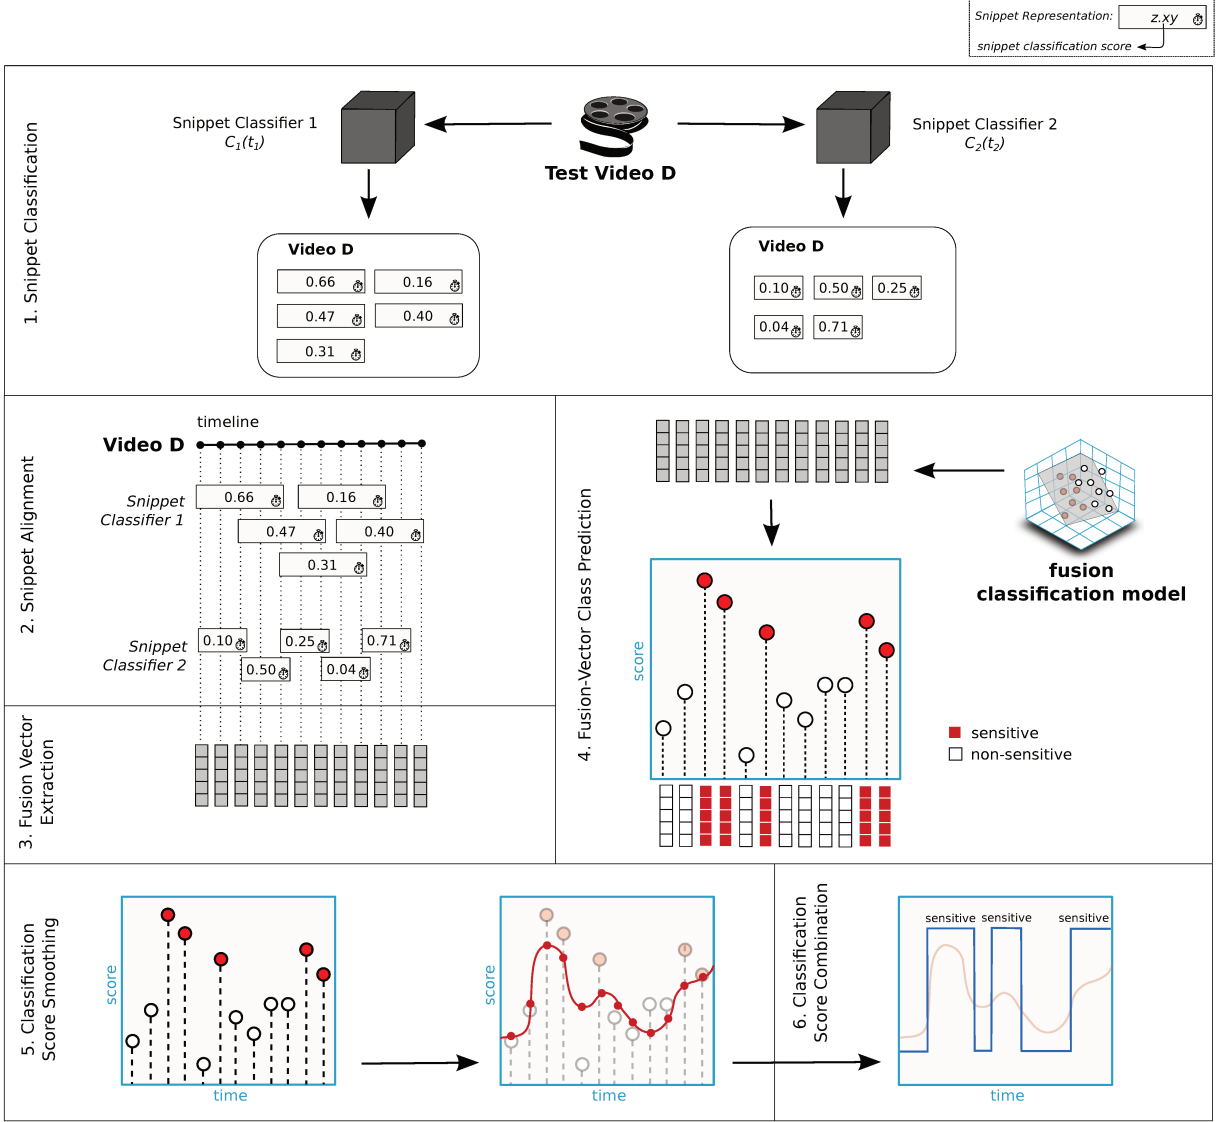 Snippet Representation:
z.xy
snippet classification score
1. Snippet Classification
Snippet Classifier 1
C1(t1)
Test Video D
Snippet Classifier 2
C2(t2)
Video D
0.66
0.16
0.47
0.40
0.31
Video D
0.10
0.50
0.25
0.04
0.71
2. Snippet Alignment
timeline
Video D
Snippet
Classifier 1
0.66
0.16
0.47
0.40
0.31
Snippet
Classifier 2
0.10
0.25
0.71
0.50
0.04
3. Fusion Vector
Extraction
4. Fusion-Vector Class Prediction
fusion
classification model
score
sensitive
non-sensitive
5. Classification
Score Smoothing
score
time
score
time
6. Classification
Score Combination
sensitive
sensitive
sensitive
time